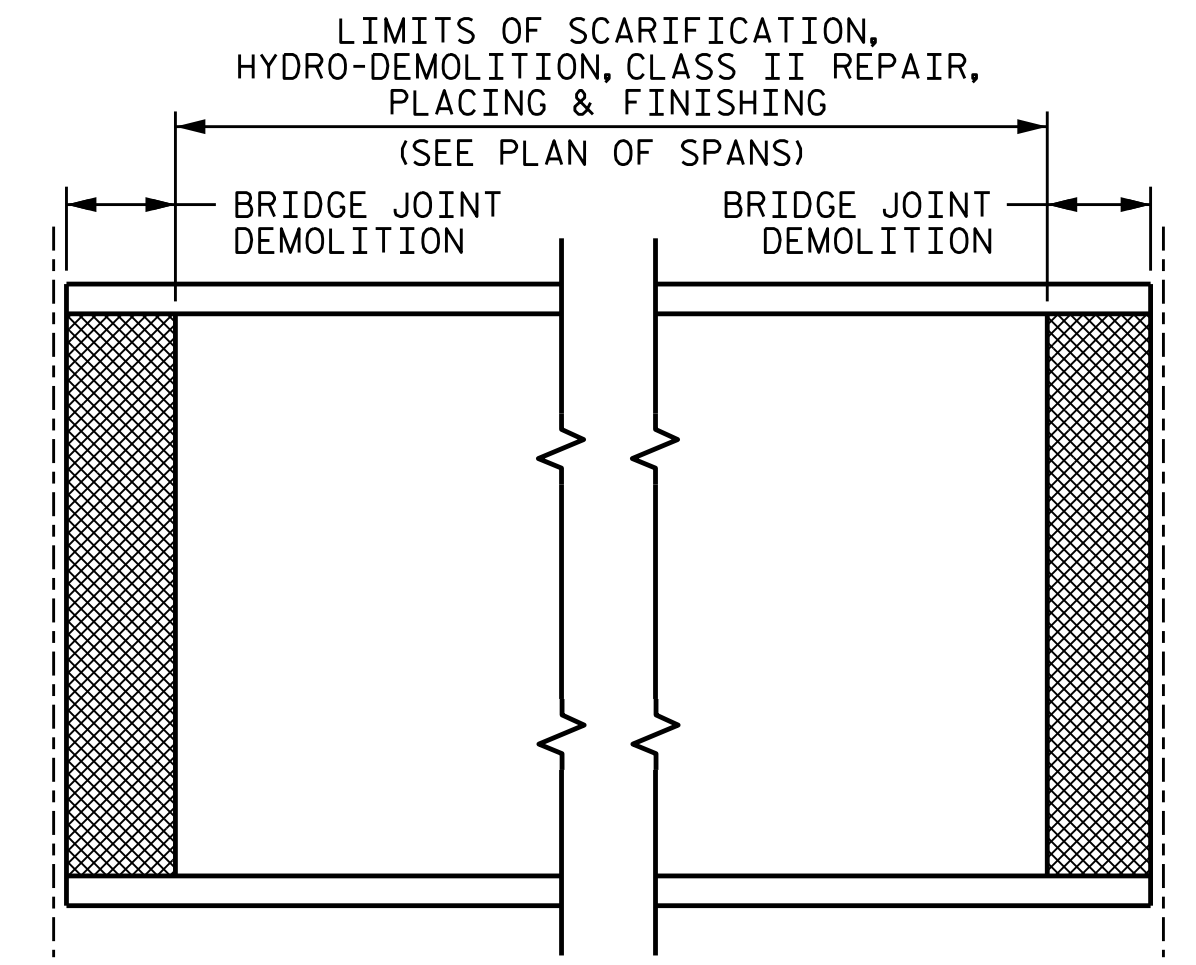 LIMITS OF SCARIFICATION,
HYDRO-DEMOLITION, CLASS II REPAIR,
PLACING & FINISHING
(SEE PLAN OF SPANS)
BRIDGE JOINT
DEMOLITION
BRIDGE JOINT
DEMOLITION